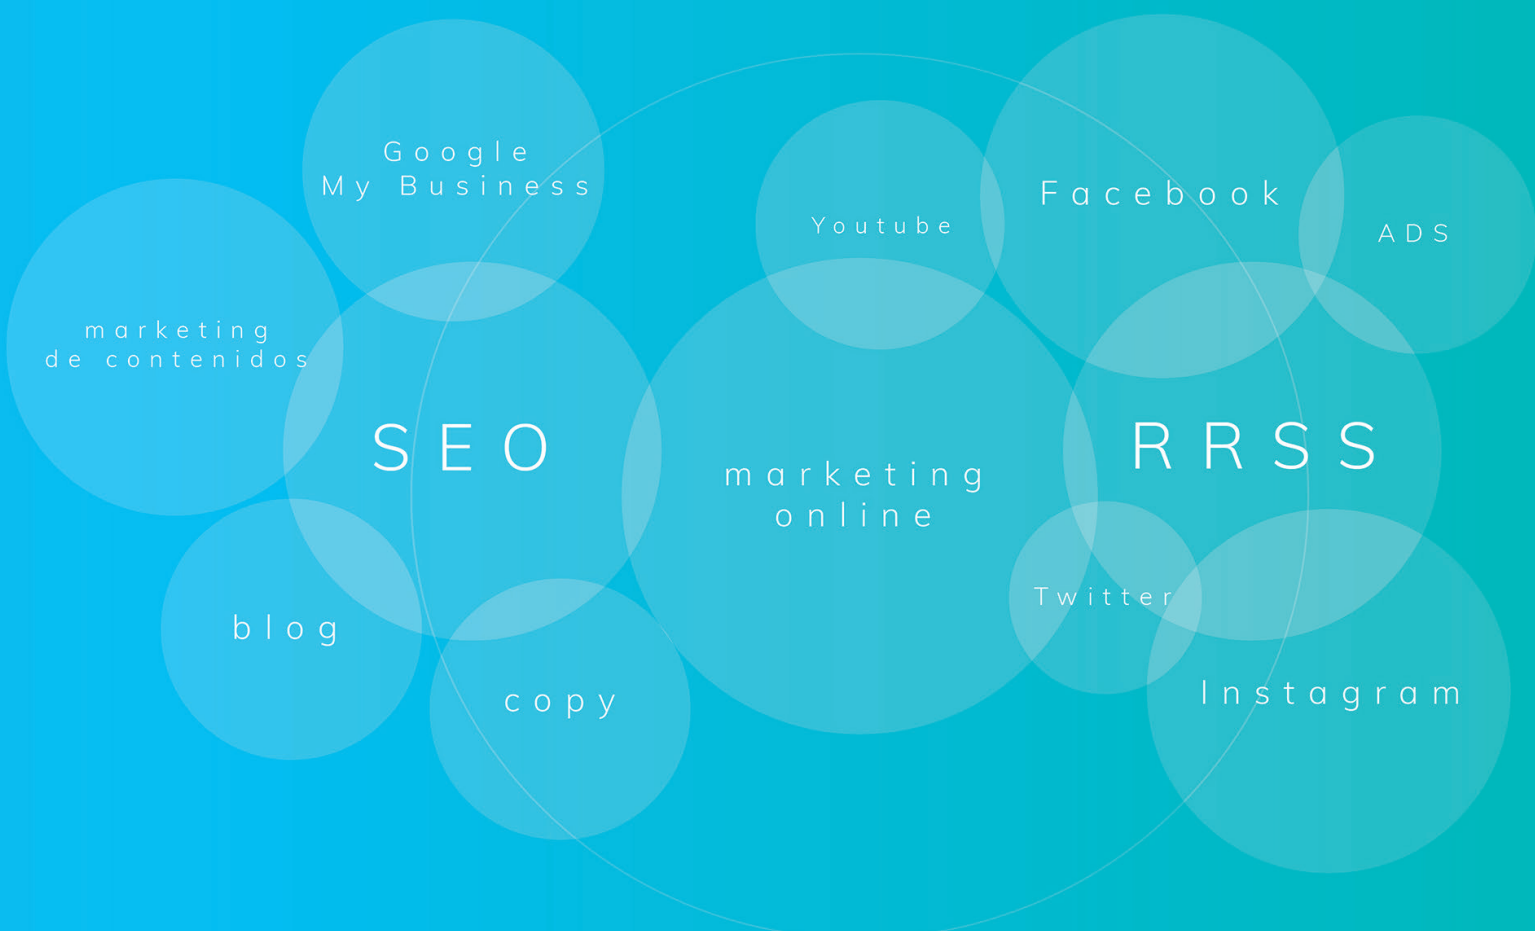 Google
My Business
marketing
de contenidos
SEO
blog
copy
marketing
online
Youtube
Facebook
ADS
RRSS
Twitter
Instagram